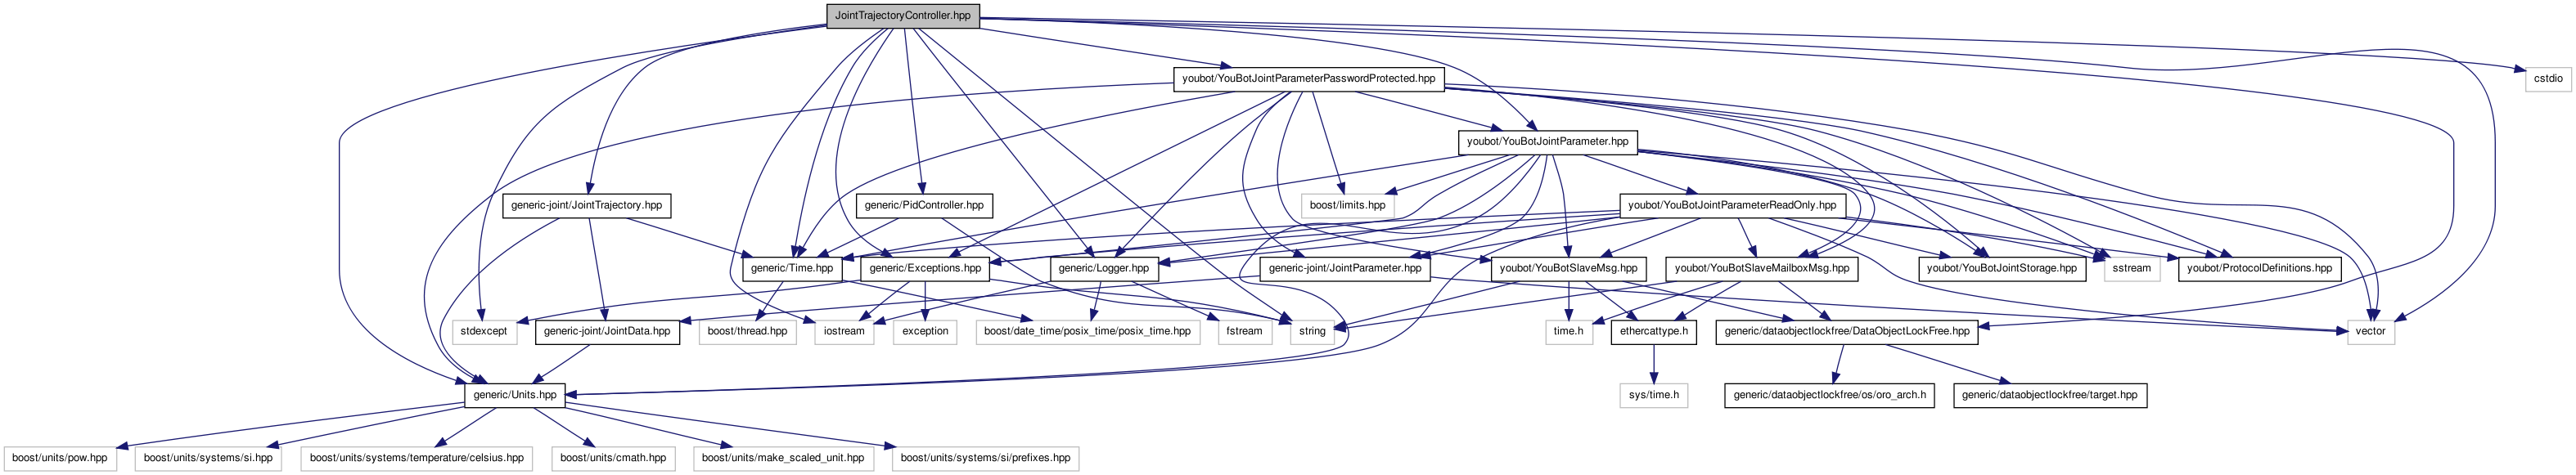 JointTrajectoryController.hpp
youbot/YouBotJointParameterPasswordProtected.hpp
cstdio
youbot/YouBotJointParameter.hpp
generic-joint/JointTrajectory.hpp
generic/PidController.hpp
boost/limits.hpp
youbot/YouBotJointParameterReadOnly.hpp
generic/Time.hpp
generic/Exceptions.hpp
generic/Logger.hpp
generic-joint/JointParameter.hpp
youbot/YouBotSlaveMsg.hpp
youbot/YouBotSlaveMailboxMsg.hpp
youbot/YouBotJointStorage.hpp
sstream
youbot/ProtocolDefinitions.hpp
stdexcept
generic-joint/JointData.hpp
boost/thread.hpp
iostream
exception
boost/date_time/posix_time/posix_time.hpp
fstream
string
time.h
ethercattype.h
generic/dataobjectlockfree/DataObjectLockFree.hpp
vector
generic/Units.hpp
sys/time.h
generic/dataobjectlockfree/os/oro_arch.h
generic/dataobjectlockfree/target.hpp
boost/units/pow.hpp
boost/units/systems/si.hpp
boost/units/systems/temperature/celsius.hpp
boost/units/cmath.hpp
boost/units/make_scaled_unit.hpp
boost/units/systems/si/prefixes.hpp